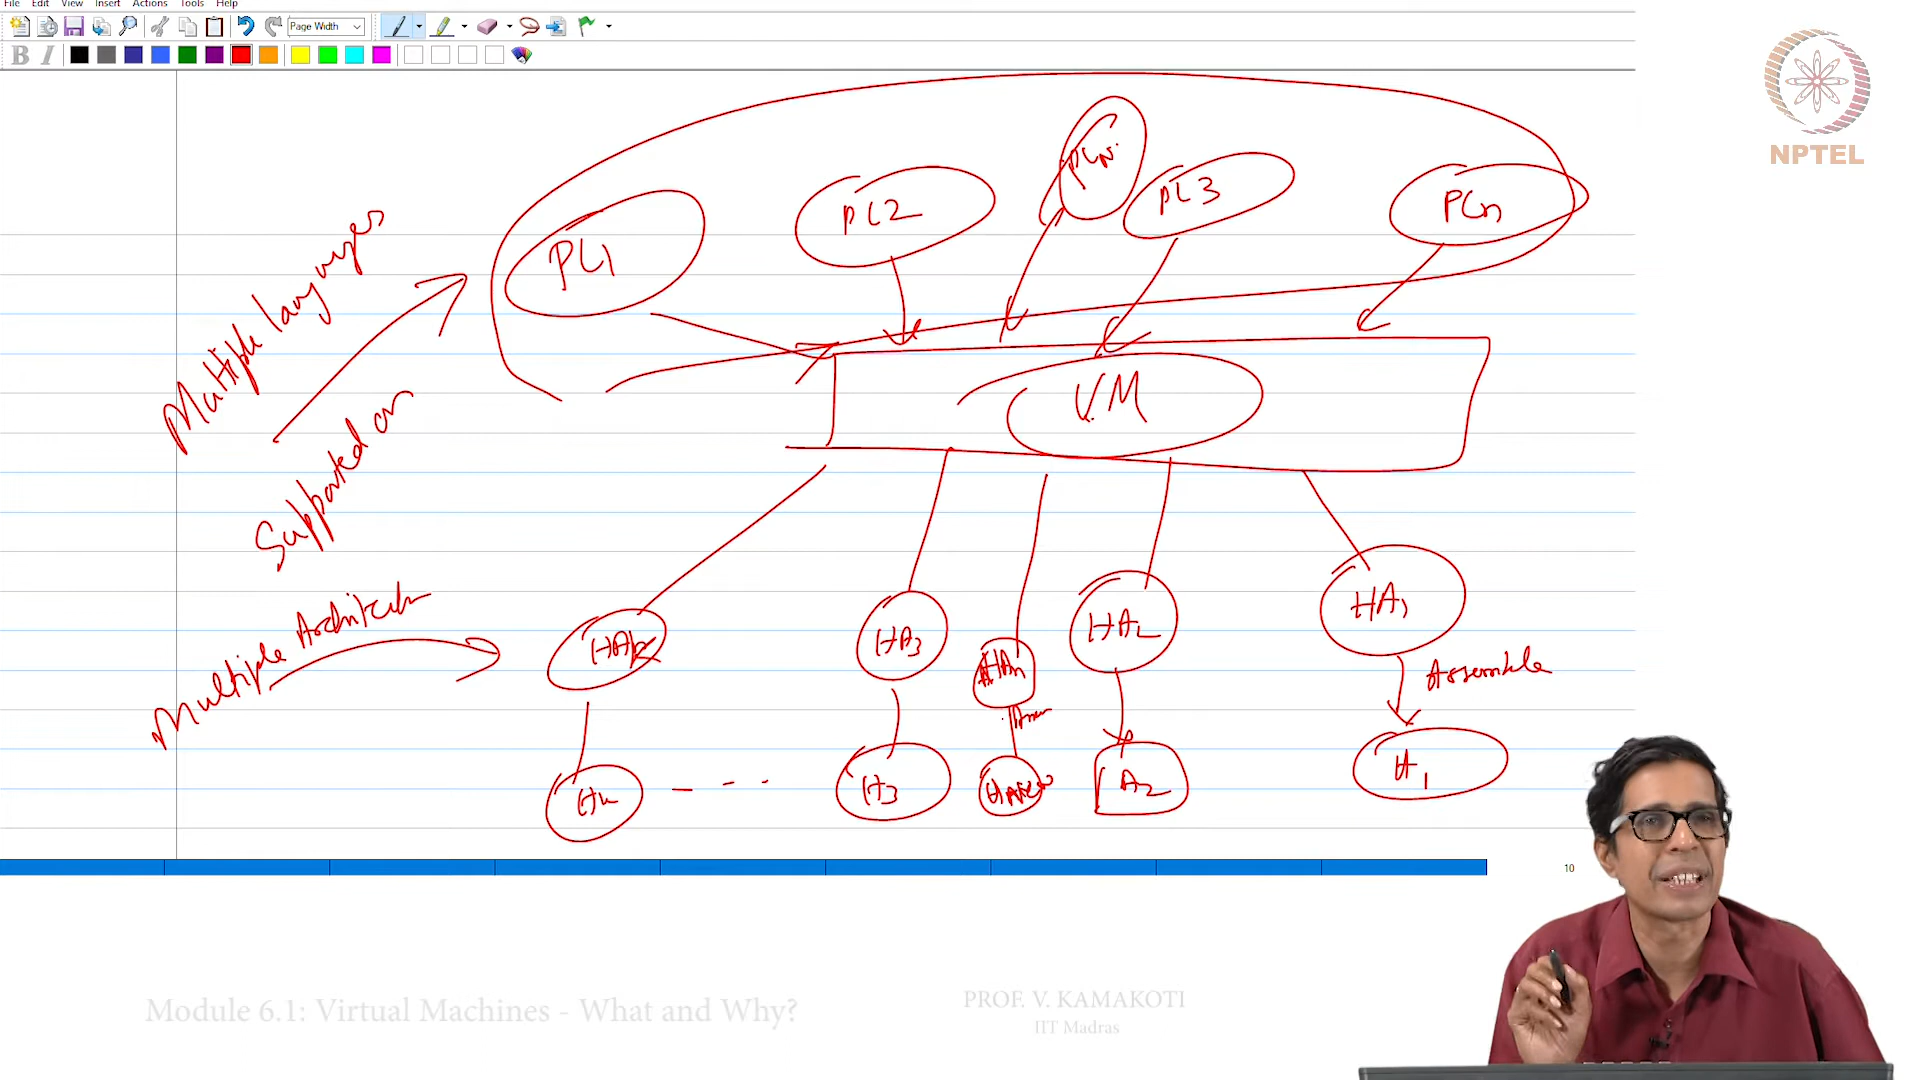 File Edit View Insert Actions Tools Help
Page Width
B I
NPTEL
PLN
PL1
PL2
PL3
PLn
Multiple languages
Supported on
VM
Multiple
HA3
HAn
HA2
HA1
Assemble
H3
A2
H1
10
Module 6.1: Virtual Machines - What and Why?
PROF. V. KAMAKOTI
IIT Madras